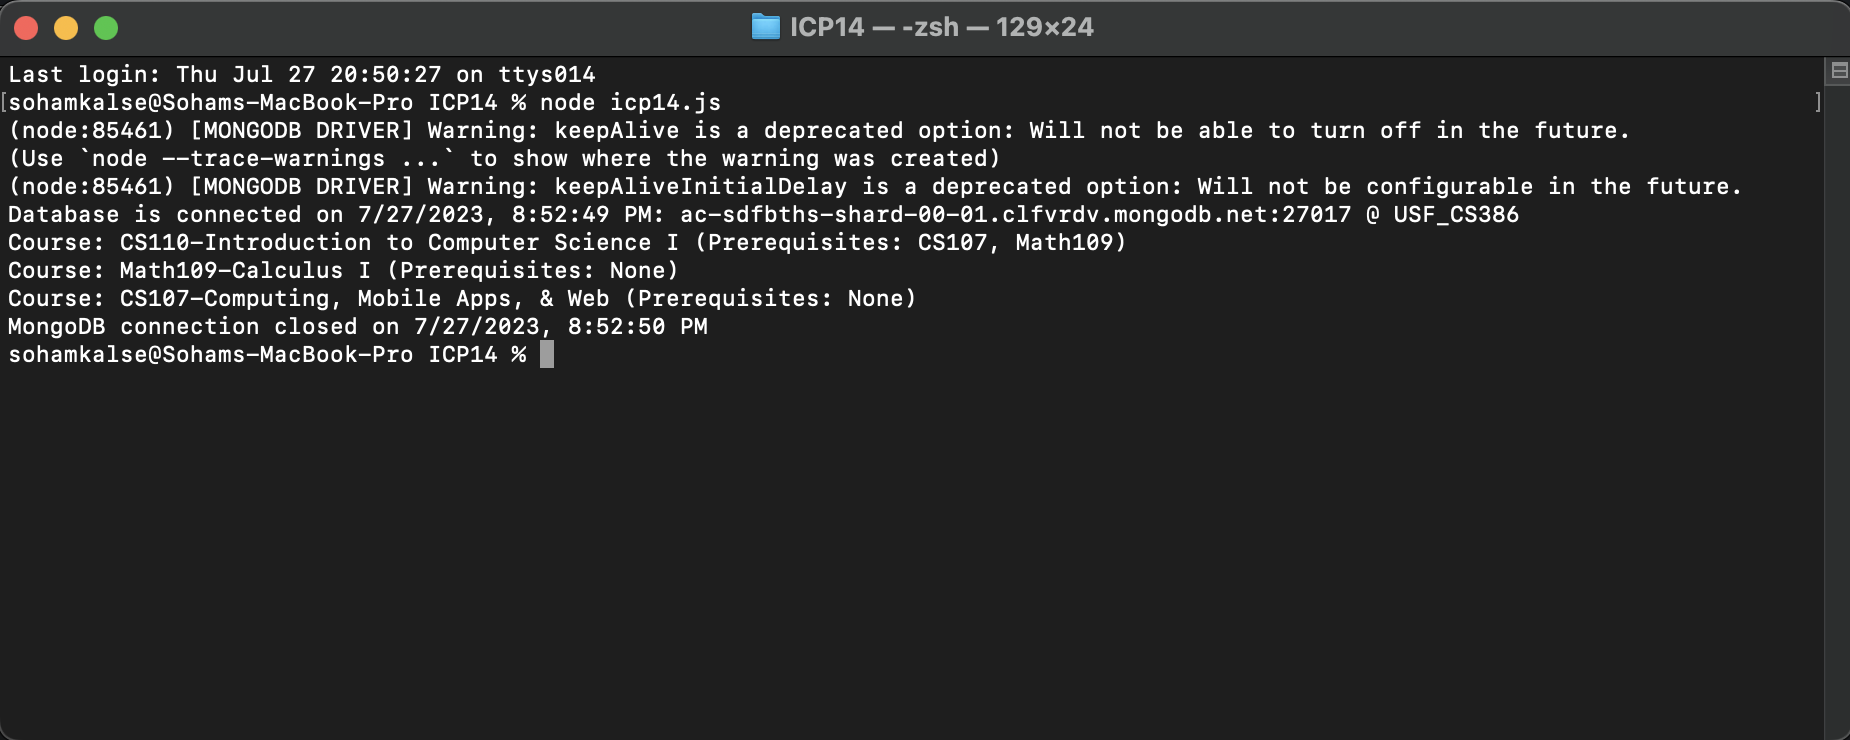 ICP14 — -zsh — 129×24
Last login: Thu Jul 27 20:50:27 on ttys014
[sohamkalse@Sohams-MacBook-Pro ICP14 % node icp14.js ]
(node:85461) [MONGODB DRIVER] Warning: keepAlive is a deprecated option: Will not be able to turn off in the future.
(Use `node --trace-warnings ...` to show where the warning was created)
(node:85461) [MONGODB DRIVER] Warning: keepAliveInitialDelay is a deprecated option: Will not be configurable in the future.
Database is connected on 7/27/2023, 8:52:49 PM: ac-sdfbths-shard-00-01.clfvrdv.mongodb.net:27017 @ USF_CS386
Course: CS110-Introduction to Computer Science I (Prerequisites: CS107, Math109)
Course: Math109-Calculus I (Prerequisites: None)
Course: CS107-Computing, Mobile Apps, & Web (Prerequisites: None)
MongoDB connection closed on 7/27/2023, 8:52:50 PM
sohamkalse@Sohams-MacBook-Pro ICP14 %